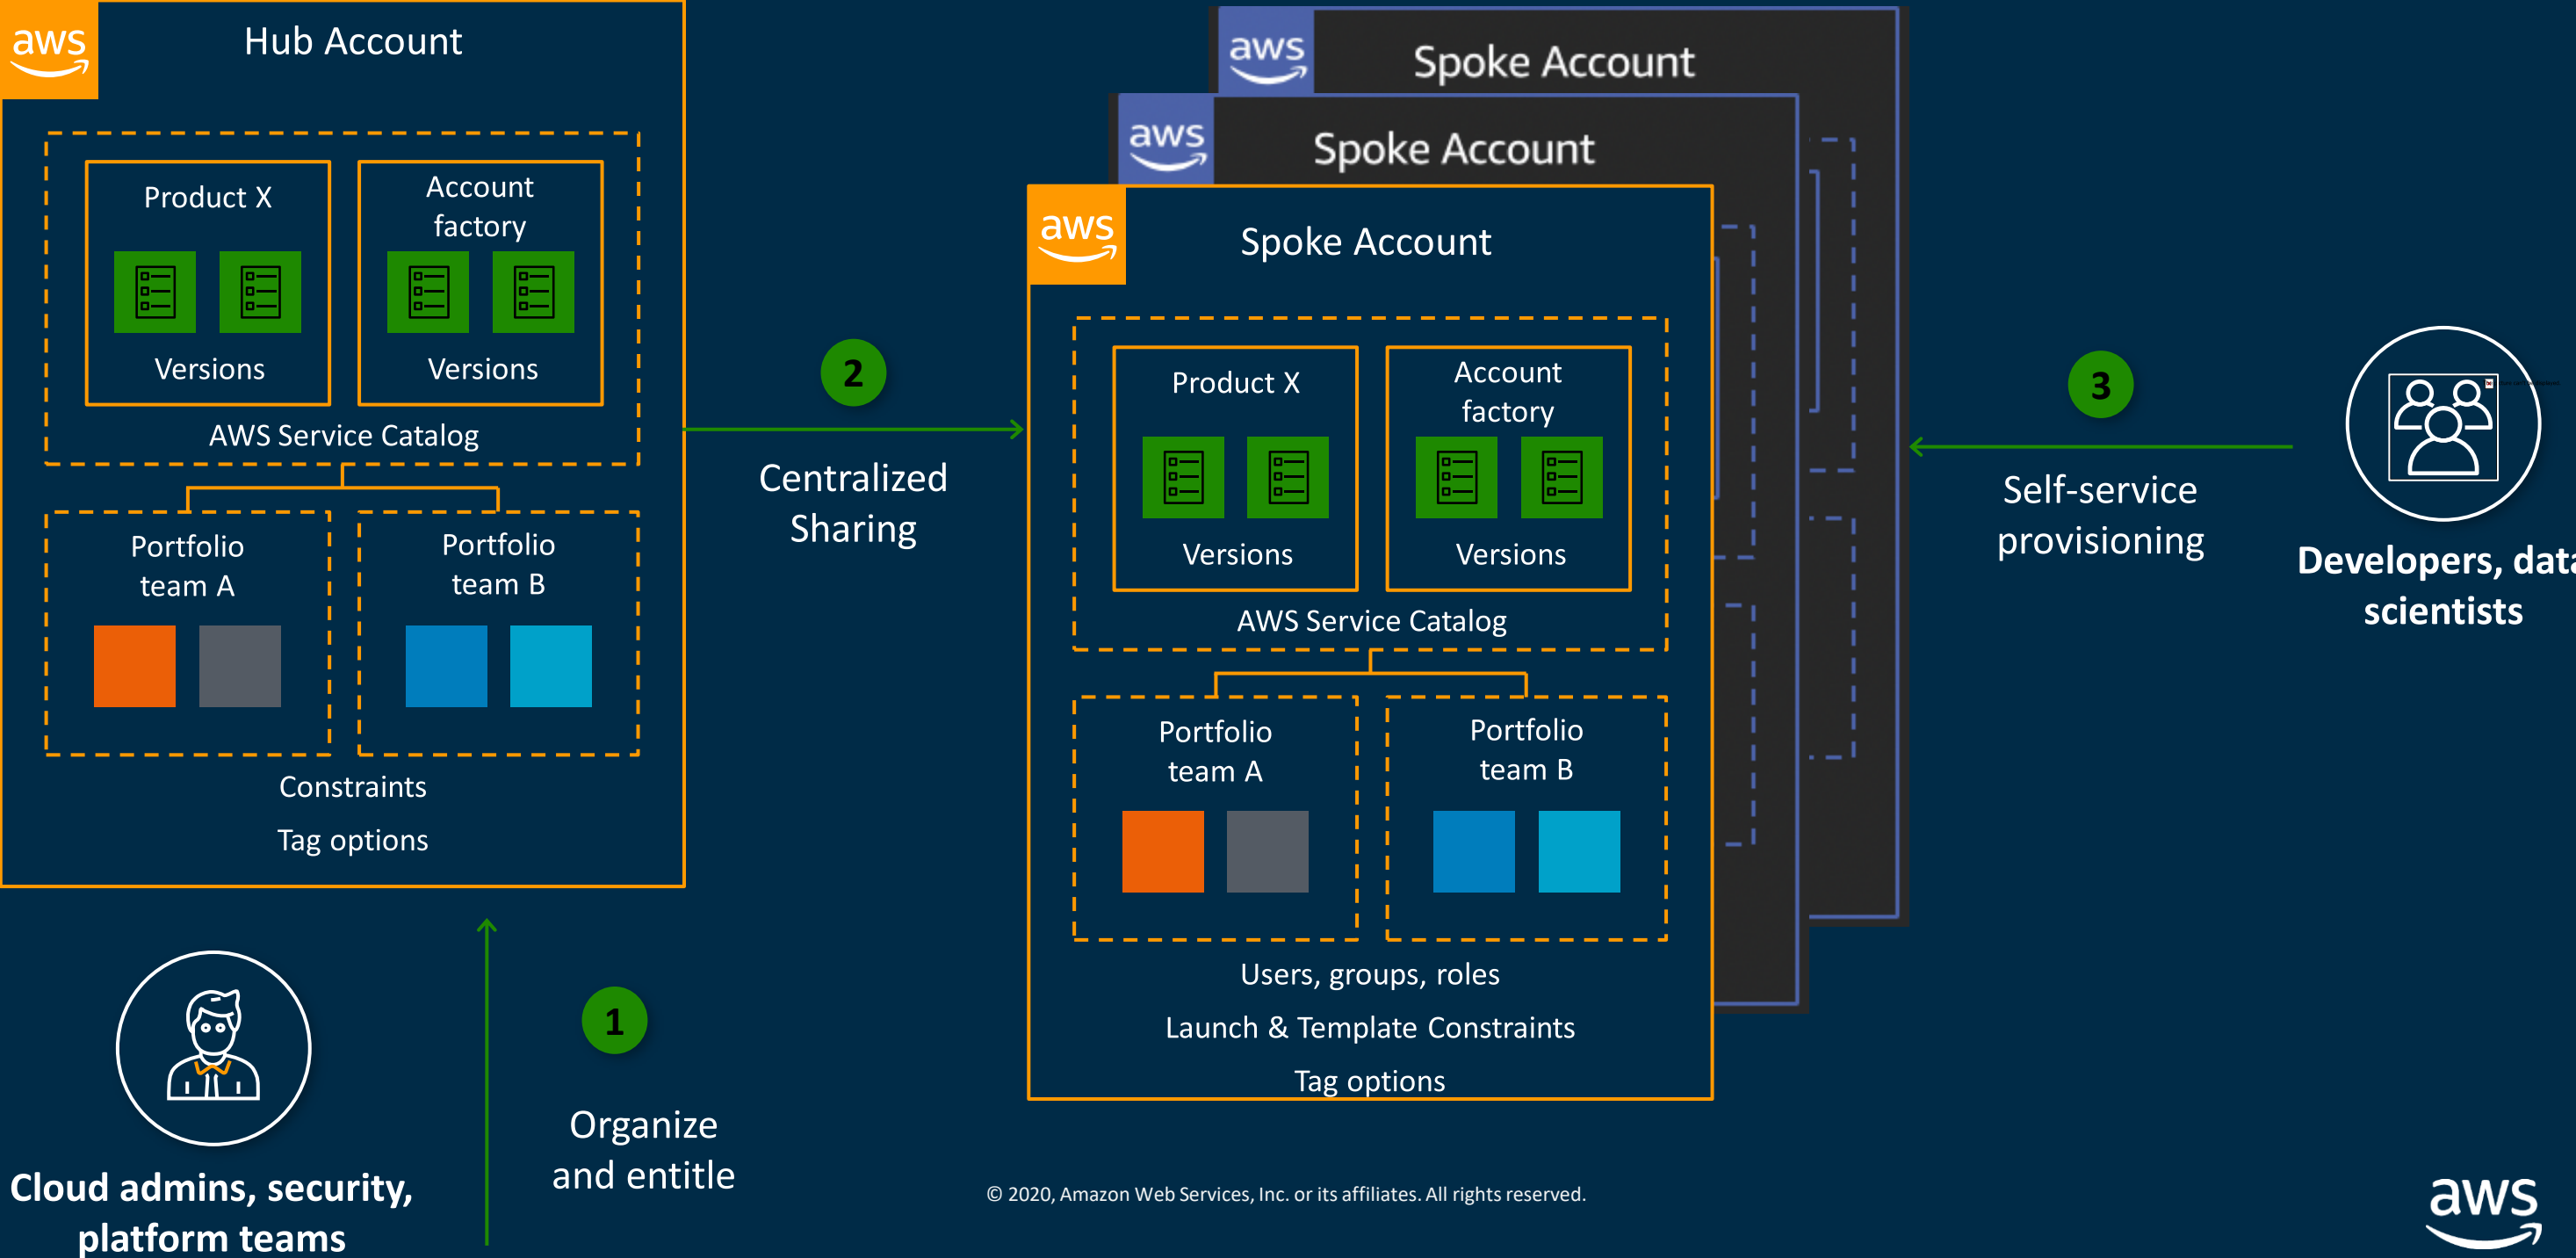 aws
Hub Account
Product X
Versions
Account
factory
Versions
AWS Service Catalog
Portfolio
team A
Portfolio
team B
Constraints
Tag options
1
Organize
and entitle
Cloud admins, security,
platform teams
2
Centralized
Sharing
aws
Spoke Account
aws
Spoke Account
aws
Spoke Account
Product X
Versions
Account
factory
Versions
AWS Service Catalog
Portfolio
team A
Portfolio
team B
Users, groups, roles
Launch & Template Constraints
Tag options
3
Self-service
provisioning
Developers, data
scientists
© 2020, Amazon Web Services, Inc. or its affiliates. All rights reserved.
aws